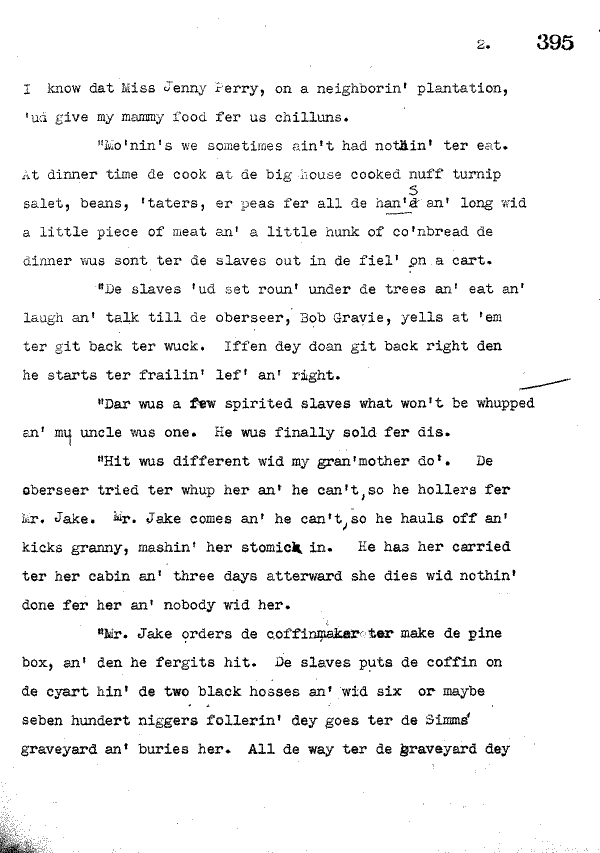 2. 395
I know dat Miss Jenny Perry, on a neighborin' plantation,
'ud give my mammy food fer us chilluns.
"Mo'nin's we sometimes ain't had nothin' ter eat.
At dinner time de cook at de big house cooked nuff turnip
salet, beans, 'taters, er peas fer all de han's an' long wid
a little piece of meat an' a little hunk of co'nbread de
dinner wus sont ter de slaves out in de fiel' on a cart.
"De slaves 'ud set roun' under de trees an' eat an'
laugh an' talk till de oberseer, Bob Gravie, yells at 'em
ter git back ter wuck. Iffen dey doan git back right den
he starts ter frailin' lef' an' right.
"Dar wus a few spirited slaves what won't be whupped
an' my uncle wus one. He wus finally sold fer dis.
"Hit wus different wid my gran'mother do'. De
oberseer tried ter whup her an' he can't, so he hollers fer
Mr. Jake. Mr. Jake comes an' he can't, so he hauls off an'
kicks granny, mashin' her stomick in. He has her carried
ter her cabin an' three days atterward she dies wid nothin'
done fer her an' nobody wid her.
"Mr. Jake orders de coffinmaker ter make de pine
box, an' den he fergits hit. De slaves puts de coffin on
de cyart hin' de two black hosses an' wid six or maybe
seben hundert niggers follerin' dey goes ter de Simms'
graveyard an' buries her. All de way ter de graveyard dey